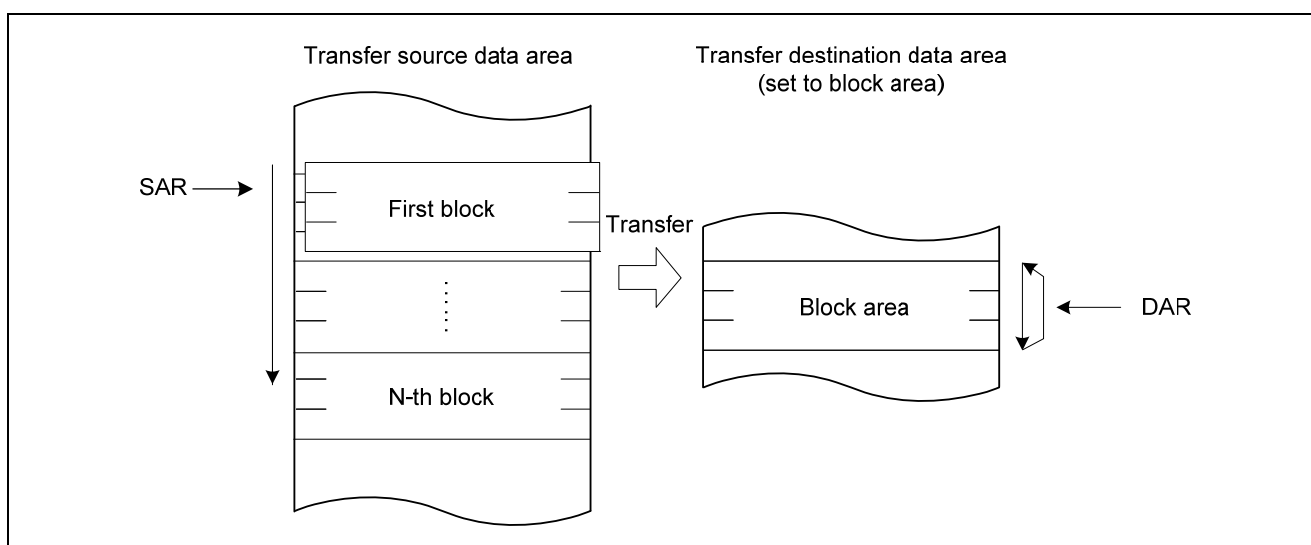 Transfer source data area
Transfer destination data area
(set to block area)
SAR
First block
Transfer
Block area
DAR
N-th block